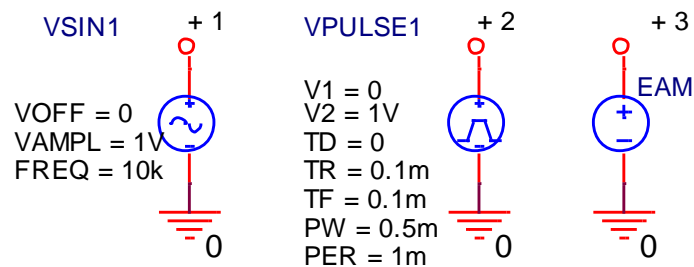 VSIN1
+ 1
VOFF = 0
VAMPL = 1V
FREQ = 10k
0
VPULSE1
+ 2
V1 = 0
V2 = 1V
TD = 0
TR = 0.1m
TF = 0.1m
PW = 0.5m
PER = 1m
0
+ 3
EAM
0